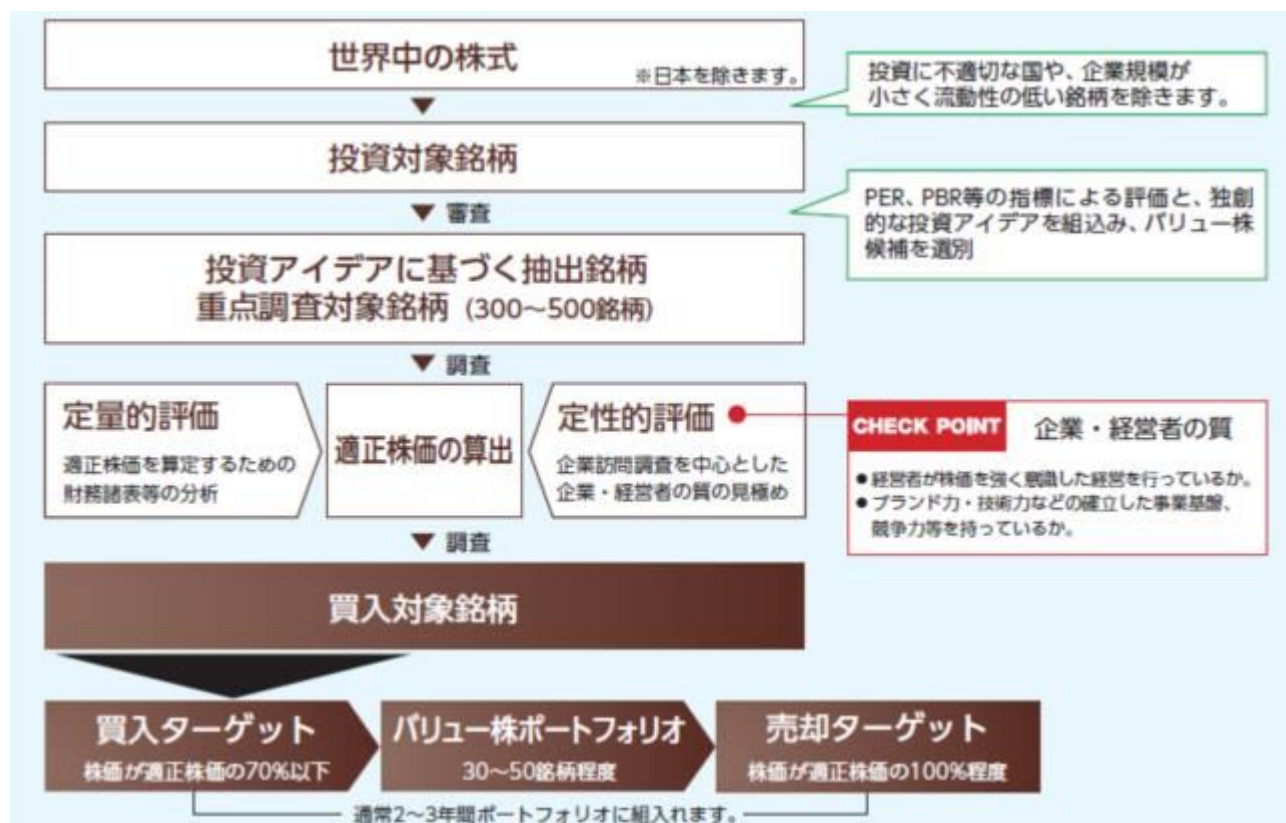 世界中の株式
※日本を除きます。
投資に不適切な国や、企業規模が
小さく流動性の低い銘柄を除きます。
▼
投資対象銘柄
PER、PBR等の指標による評価と、独創
的な投資アイデアを組込み、バリュー株
候補を選別
▼ 審査
投資アイデアに基づく抽出銘柄
重点調査対象銘柄（300～500銘柄）
▼ 調査
定量的評価
適正株価を算定するための
財務諸表等の分析
適正株価の算出
定性的評価
企業訪問調査を中心とした
企業・経営者の質の見極め
CHECK POINT 企業・経営者の質
●経営者が株価を強く意識した経営を行っているか。
●ブランド力・技術力などの確立した事業基盤、
競争力等を持っているか。
▼ 調査
買入対象銘柄
買入ターゲット
株価が適正株価の70%以下
バリュー株ポートフォリオ
30～50銘柄程度
売却ターゲット
株価が適正株価の100%程度
通常2～3年間ポートフォリオに組入れます。